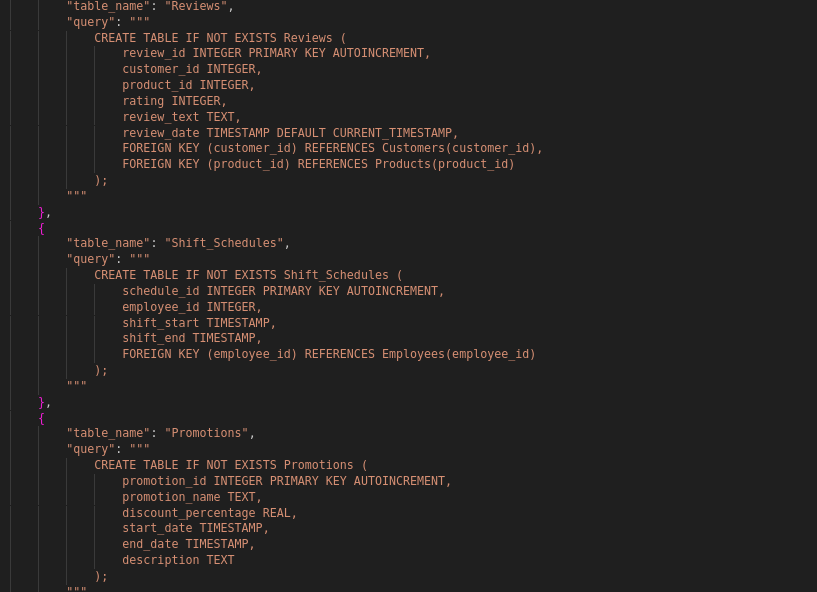 "table_name": "Reviews",
"query": """
CREATE TABLE IF NOT EXISTS Reviews (
review_id INTEGER PRIMARY KEY AUTOINCREMENT,
customer_id INTEGER,
product_id INTEGER,
rating INTEGER,
review_text TEXT,
review_date TIMESTAMP DEFAULT CURRENT_TIMESTAMP,
FOREIGN KEY (customer_id) REFERENCES Customers(customer_id),
FOREIGN KEY (product_id) REFERENCES Products(product_id)
);
"""
},
{
"table_name": "Shift_Schedules",
"query": """
CREATE TABLE IF NOT EXISTS Shift_Schedules (
schedule_id INTEGER PRIMARY KEY AUTOINCREMENT,
employee_id INTEGER,
shift_start TIMESTAMP,
shift_end TIMESTAMP,
FOREIGN KEY (employee_id) REFERENCES Employees(employee_id)
);
"""
},
{
"table_name": "Promotions",
"query": """
CREATE TABLE IF NOT EXISTS Promotions (
promotion_id INTEGER PRIMARY KEY AUTOINCREMENT,
promotion_name TEXT,
discount_percentage REAL,
start_date TIMESTAMP,
end_date TIMESTAMP,
description TEXT
);
"""